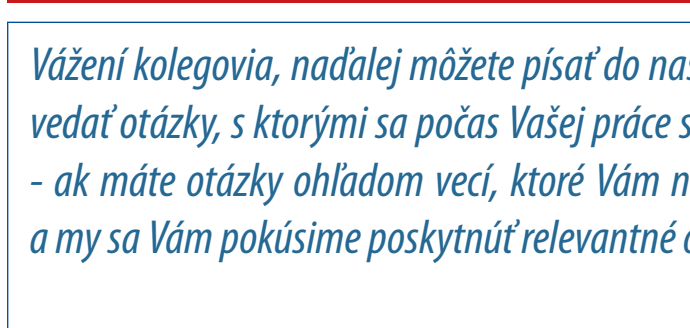 Vážení kolegovia, naďalej môžete písať do
vedať otázky, s ktorými sa počas Vašej práce
- ak máte otázky ohľadom vecí, ktoré Vám
a my sa Vám pokúsime poskytnúť relevantné